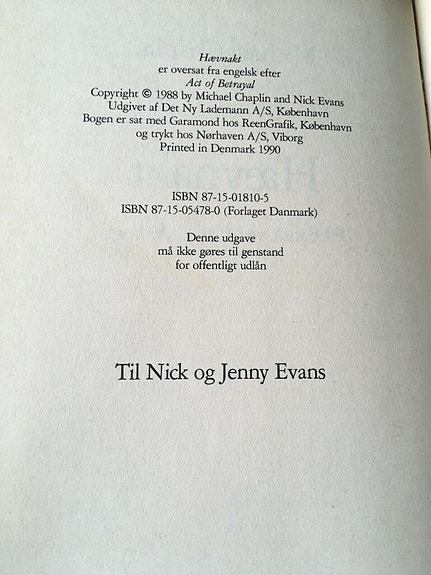 Hævnakt
er oversat fra engelsk efter
Act of Betrayal
Copyright © 1988 by Michael Chaplin and Nick Evans
Udgivet af Det Ny Lademann A/S, København
Bogen er sat med Garamond hos ReenGrafik, København
og trykt hos Nørhaven A/S, Viborg
Printed in Denmark 1990
ISBN 87-15-01810-5
ISBN 87-15-05478-0 (Forlaget Danmark)
Denne udgave
må ikke gøres til genstand
for offentligt udlån
Til Nick og Jenny Evans